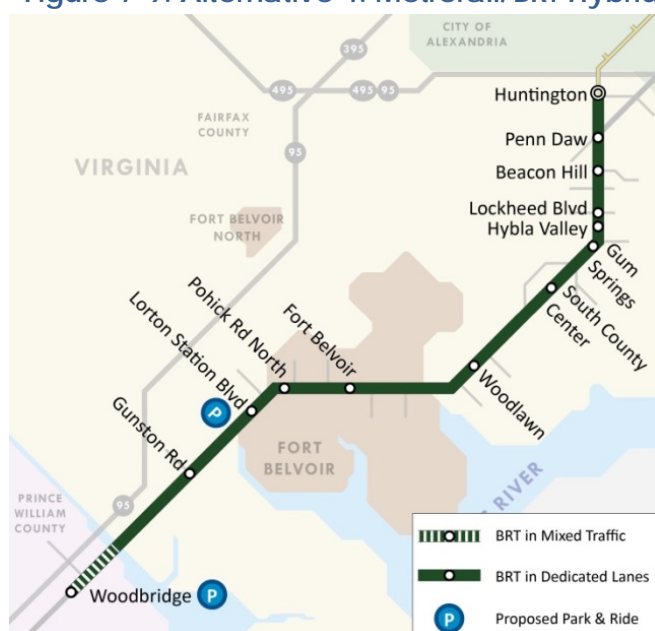 CITY OF
ALEXANDRIA
395
495
495
95
Huntington
FAIRFAX
COUNTY
Penn Daw
95
VIRGINIA
Beacon Hill
FORT BELVOIR
NORTH
Lockheed Blvd
Hybla Valley
Gum
Springs
South County
Center
Pohick Rd North
Fort Belvoir
Lorton Station Blvd
Woodlawn
P
Gunston Rd
FORT
BELVOIR
RIVER
PRINCE
WILLIAM
COUNTY
95
BRT in Mixed Traffic
BRT in Dedicated Lanes
Woodbridge P
P Proposed Park & Ride